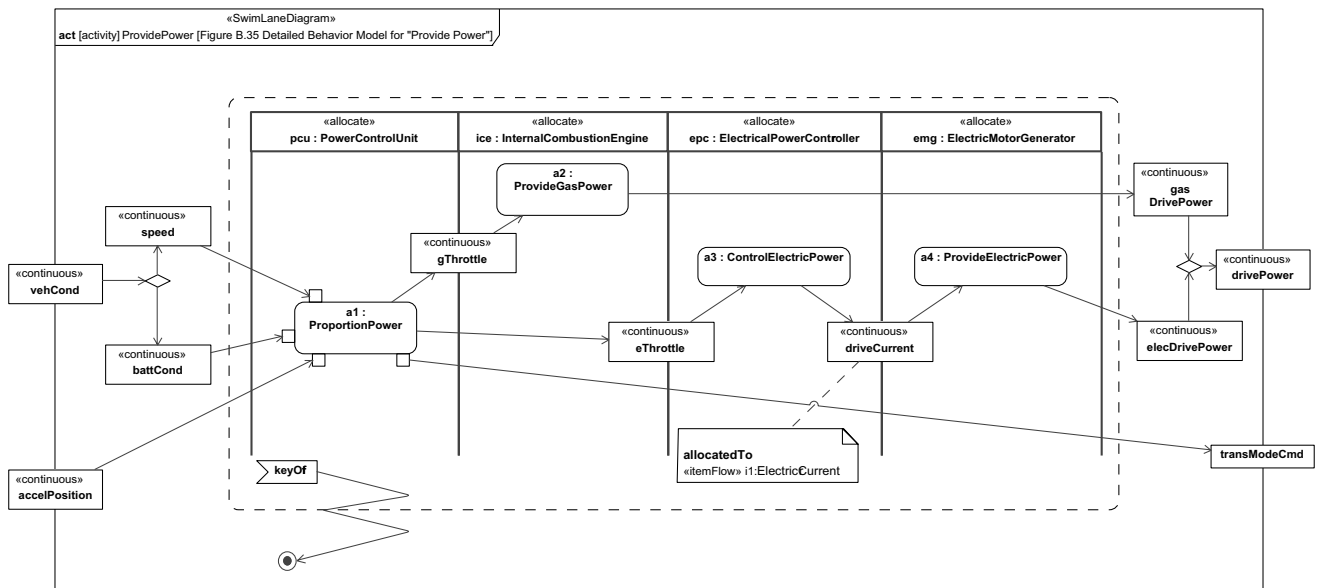 «SwimLaneDiagram»
act [activity] ProvidePower [Figure B.35 Detailed Behavior Model for "Provide Power"]
«allocate»
pcu : PowerControlUnit
«allocate»
ice : InternalCombustionEngine
«allocate»
epc : ElectricalPowerController
«allocate»
emg : ElectricMotorGenerator
a2 :
ProvideGasPower
«continuous»
gas
DrivePower
«continuous»
speed
«continuous»
gThrottle
a3 : ControlElectricPower
a4 : ProvideElectricPower
«continuous»
vehCond
«continuous»
drivePower
a1 :
ProportionPower
«continuous»
battCond
«continuous»
eThrottle
«continuous»
driveCurrent
«continuous»
elecDrivePower
allocatedTo
«itemFlow» i1:ElectricCurrent
transModeCmd
keyOff
«continuous»
accelPosition